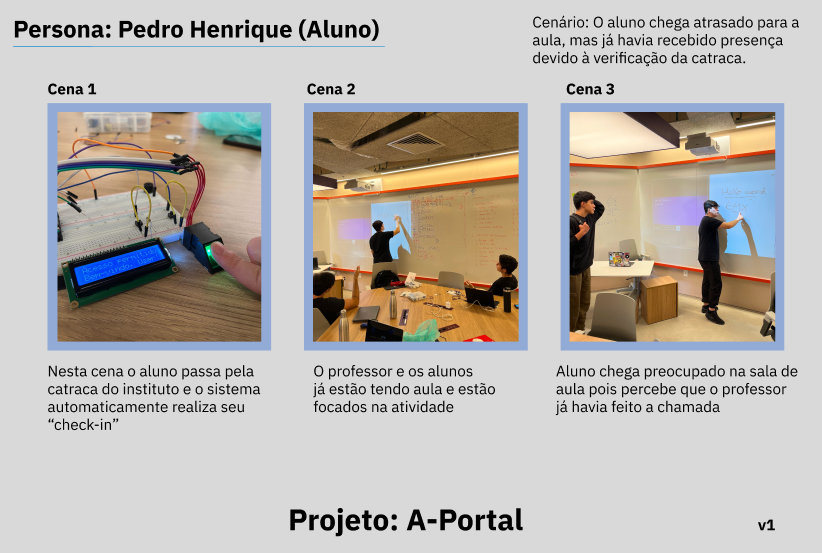 Persona: Pedro Henrique (Aluno)
Cenário: O aluno chega atrasado para a
aula, mas já havia recebido presença
devido à verificação da catraca.
Cena 1
Cena 2
Cena 3
Nesta cena o aluno passa pela
catraca do instituto e o sistema
automaticamente realiza seu
“check-in”
O professor e os alunos
já estão tendo aula e estão
focados na atividade
Aluno chega preocupado na sala de
aula pois percebe que o professor
já havia feito a chamada
Projeto: A-Portal
v1